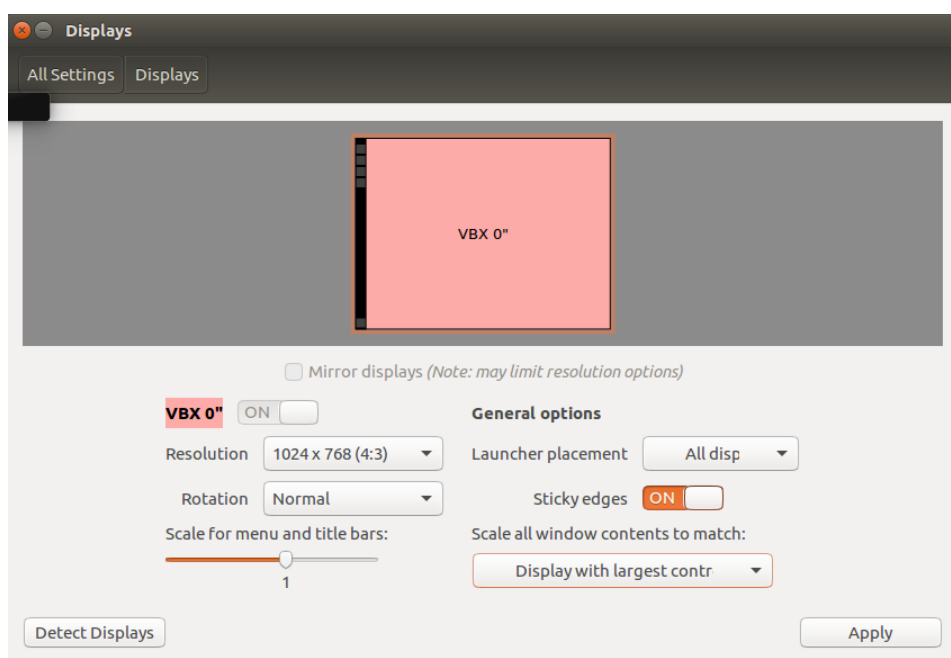 Displays
All Settings Displays
VBX 0"
Mirror displays (Note: may limit resolution options)
VBX 0" ON
General options
Resolution 1024 x 768 (4:3)
Launcher placement All disp
Rotation Normal
Sticky edges ON
Scale for menu and title bars:
Scale all window contents to match:
1
Display with largest contr
Detect Displays
Apply